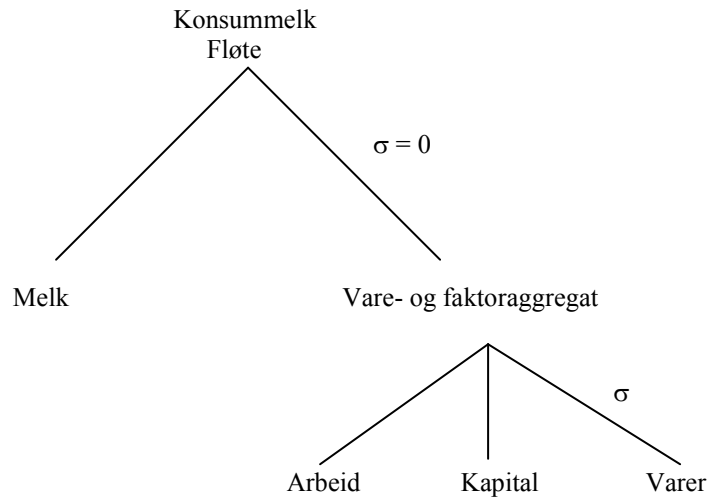 Konsummelk
Fløte
σ = 0
Melk
Vare- og faktoraggregat
σ
Arbeid
Kapital
Varer